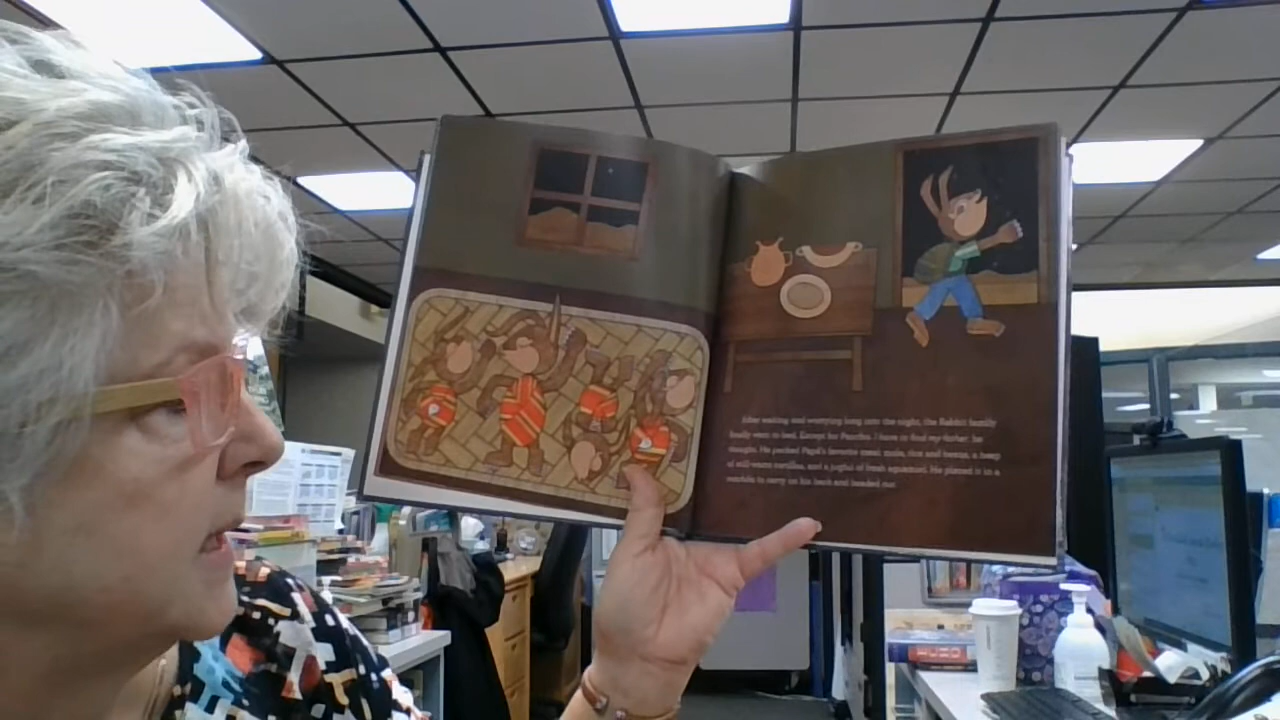 After waiting and worrying long into the night, the Rabbit family
finally went to bed. Except for Pancho. I have to find my father, he
thought. He packed Papá's favorite meal: mole, rice and beans, a heap
of still-warm tortillas, and a jugful of fresh aguamiel. He placed it in a
mochila to carry on his back and headed out.